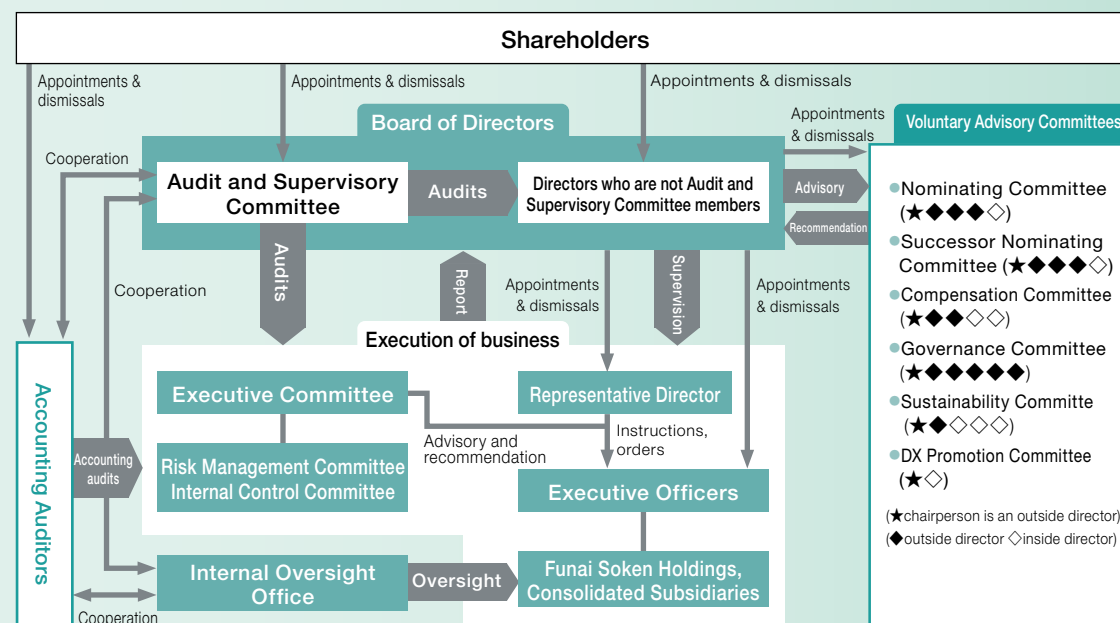 Shareholders
Appointments &
dismissals
Appointments & dismissals
Appointments & dismissals
Board of Directors
Appointments
& dismissals
Voluntary Advisory Committees
Cooperation
Audit and Supervisory
Committee
Audits
Directors who are not Audit and
Supervisory Committee members
Advisory
Recommendation
●Nominating Committee
(★◆◆◆◇)
●Successor Nominating
Committee (★◆◆◆◇)
●Compensation Committee
(★◆◆◇◇)
●Governance Committee
(★◆◆◆◆◆)
●Sustainability Committe
(★◆◇◇◇)
●DX Promotion Committee
(★◇)
(★chairperson is an outside director)
(◆outside director ◇inside director)
Cooperation
Audits
Report
Appointments
& dismissals
Supervision
Appointments
& dismissals
Execution of business
Accounting Auditors
Accounting
audits
Executive Committee
Representative Director
Advisory and
recommendation
Instructions,
orders
Risk Management Committee
Internal Control Committee
Executive Officers
Internal Oversight
Office
Oversight
Funai Soken Holdings,
Consolidated Subsidiaries
Cooperation